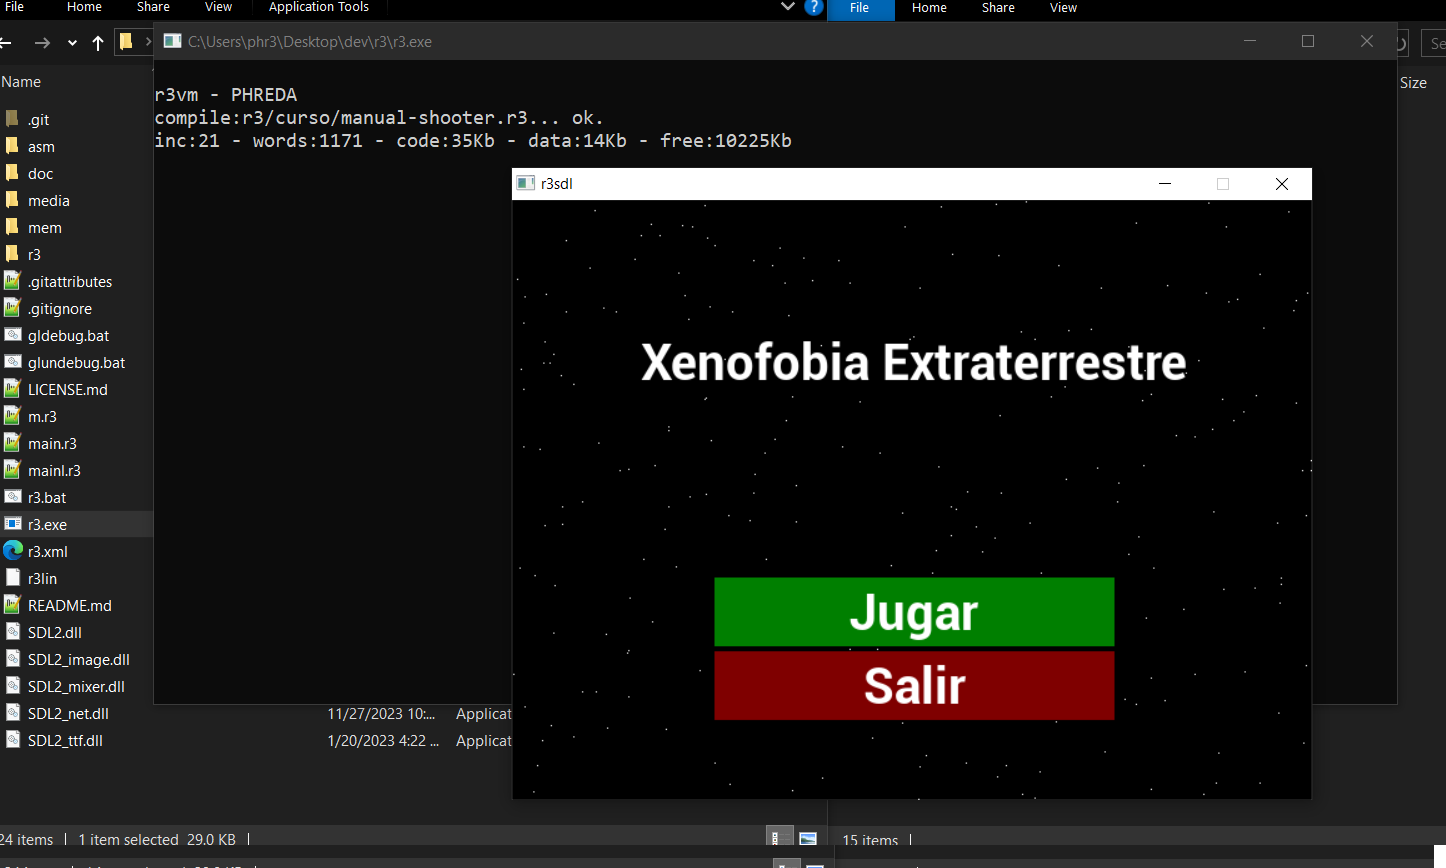 File Home Share View Application Tools ? File Home Share View
C:\Users\phr3\Desktop\dev\r3\r3.exe
Se
Name
Size
r3vm - PHREDA
compile:r3/curso/manual-shooter.r3... ok.
inc:21 - words:1171 - code:35Kb - data:14Kb - free:10225Kb
.git
asm
doc
media
mem
r3
.gitattributes
.gitignore
gldebug.bat
glundebug.bat
LICENSE.md
m.r3
main.r3
mainl.r3
r3.bat
r3.exe
r3.xml
r3lin
README.md
SDL2.dll
SDL2_image.dll
SDL2_mixer.dll
SDL2_net.dll 11/27/2023 10:... Applicat
SDL2_ttf.dll 1/20/2023 4:22 ... Applicat
r3sdl
Xenofobia Extraterrestre
Jugar
Salir
24 items 1 item selected 29.0 KB
15 items